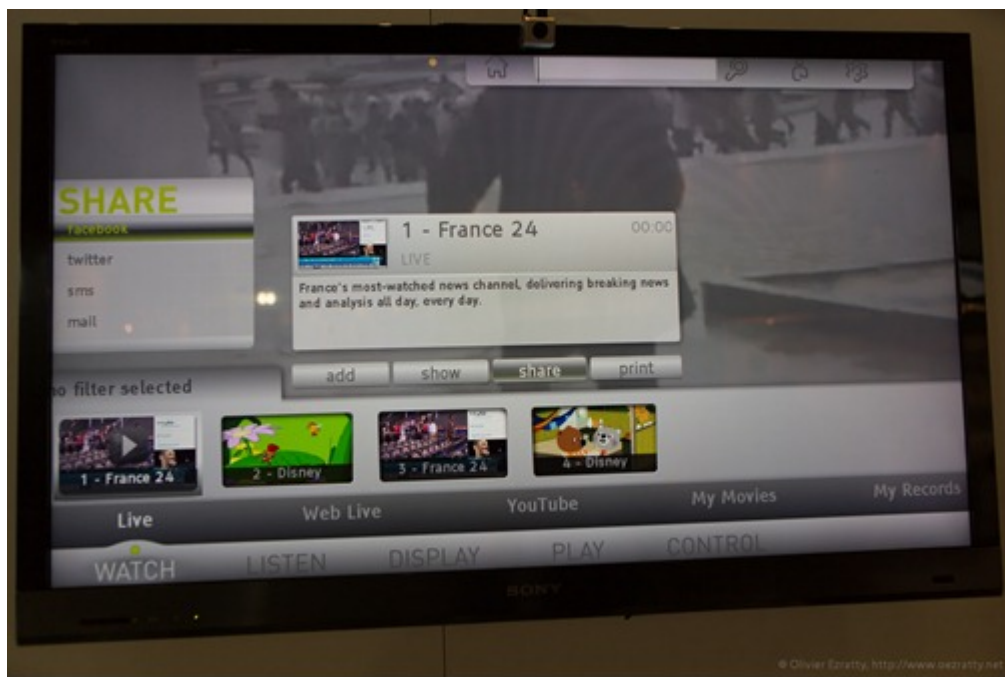 SHARE
facebook
twitter
sms
mail
1 - France 24
00:00
LIVE
France's most-watched news channel, delivering breaking news
and analysis all day, every day.
add
show
share
print
no filter selected
1 - France 24
2 - Disney
3 - France 24
4 - Disney
Live
Web Live
YouTube
My Movies
My Records
WATCH
LISTEN
DISPLAY
PLAY
CONTROL
SONY
© Olivier Ezratty, http://www.oezratty.net